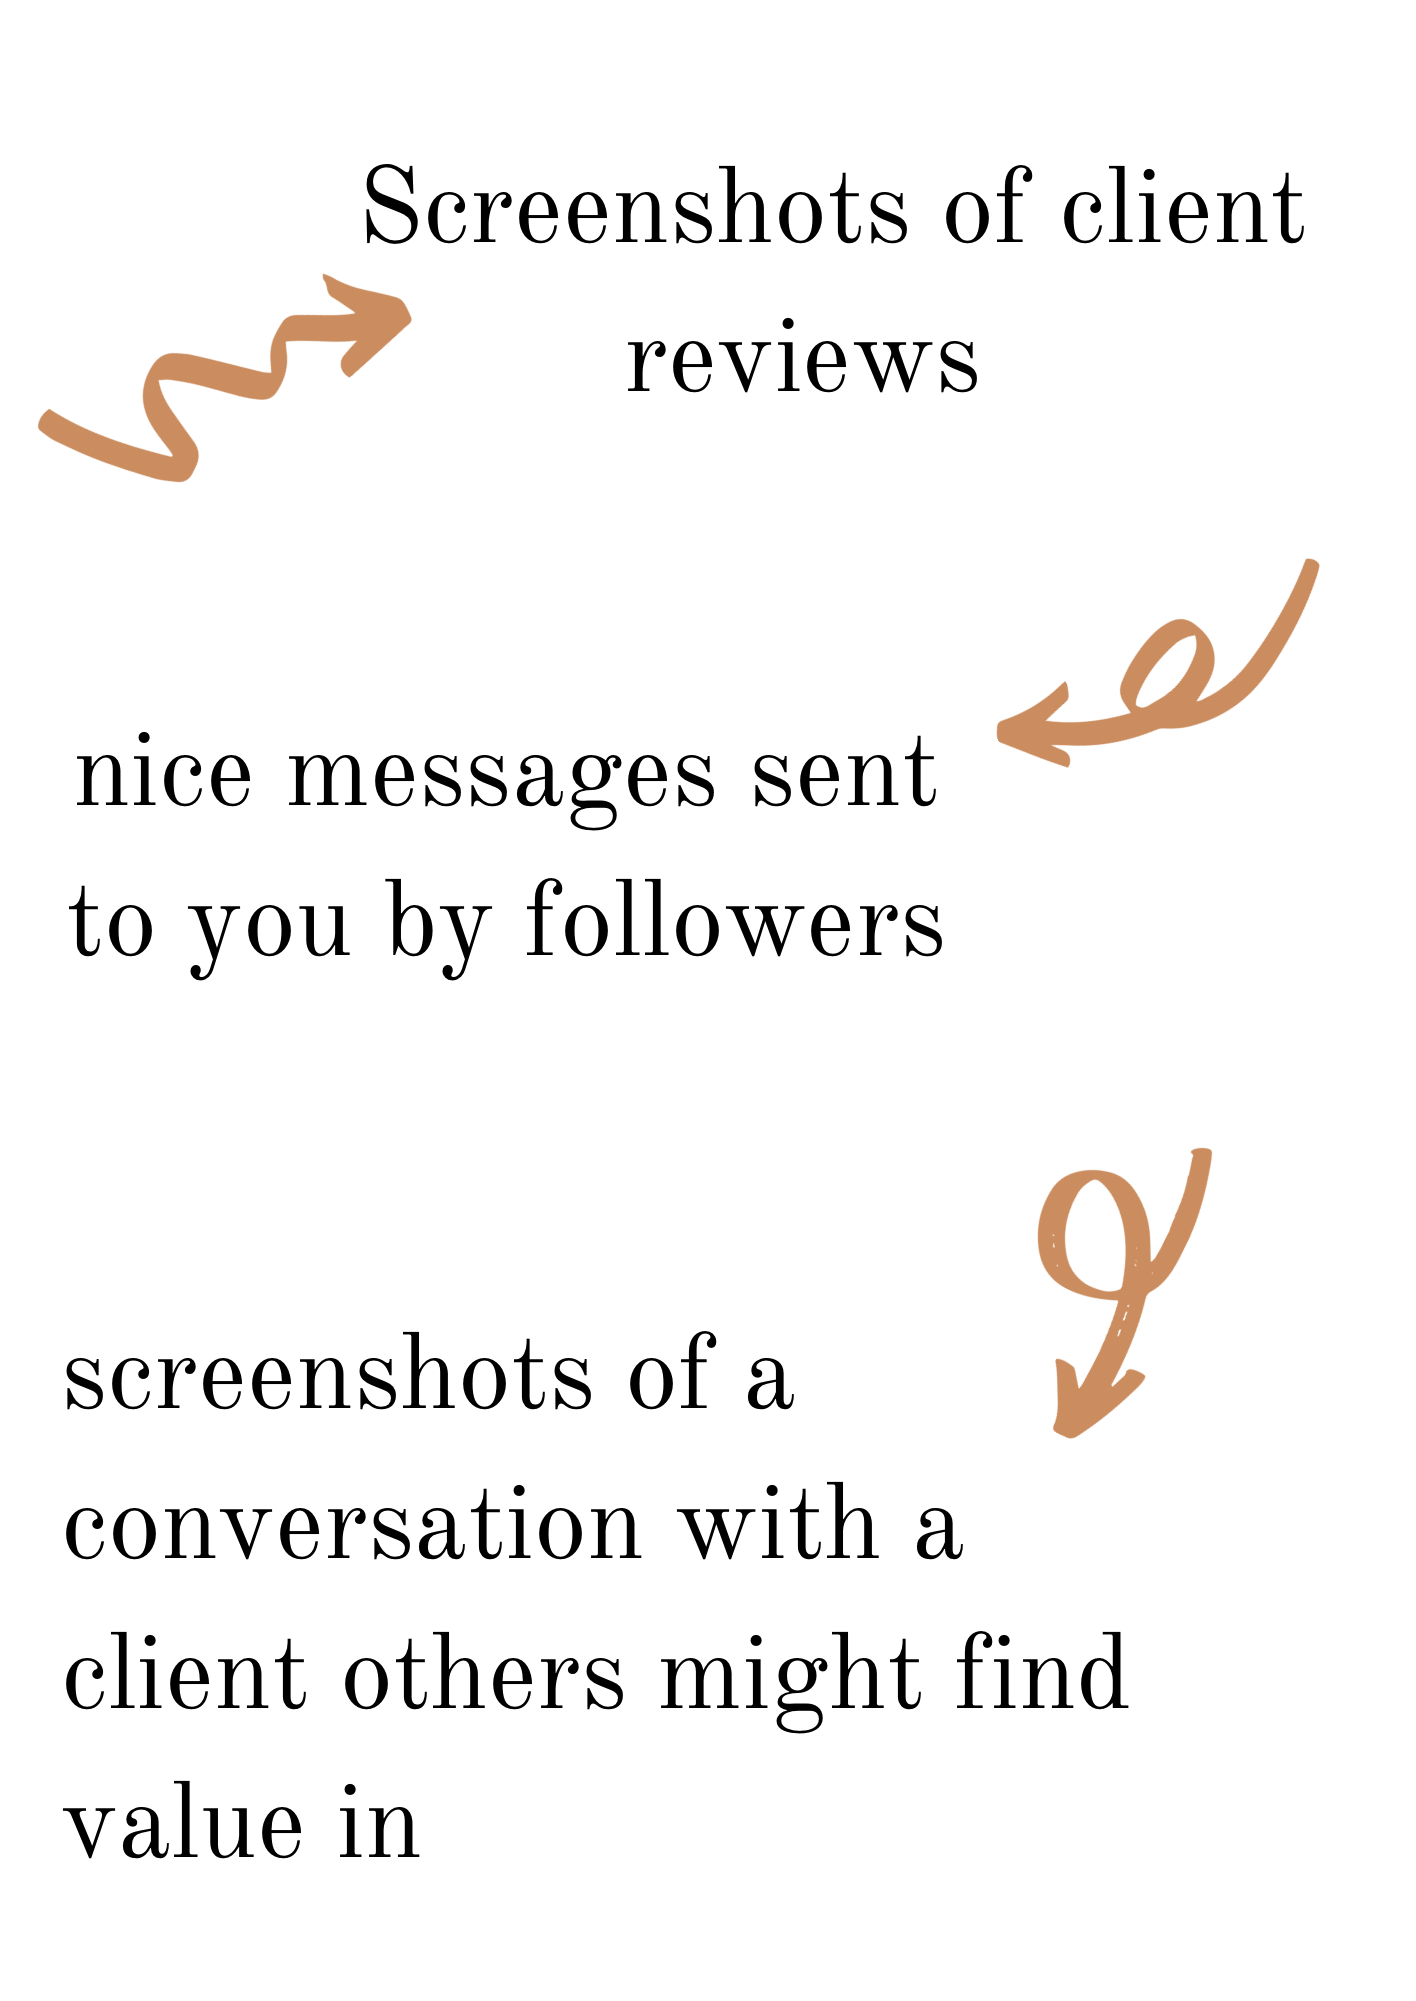 Screenshots of client
reviews
nice messages sent
to you by followers
screenshots of a
conversation with a
client others might find
value in